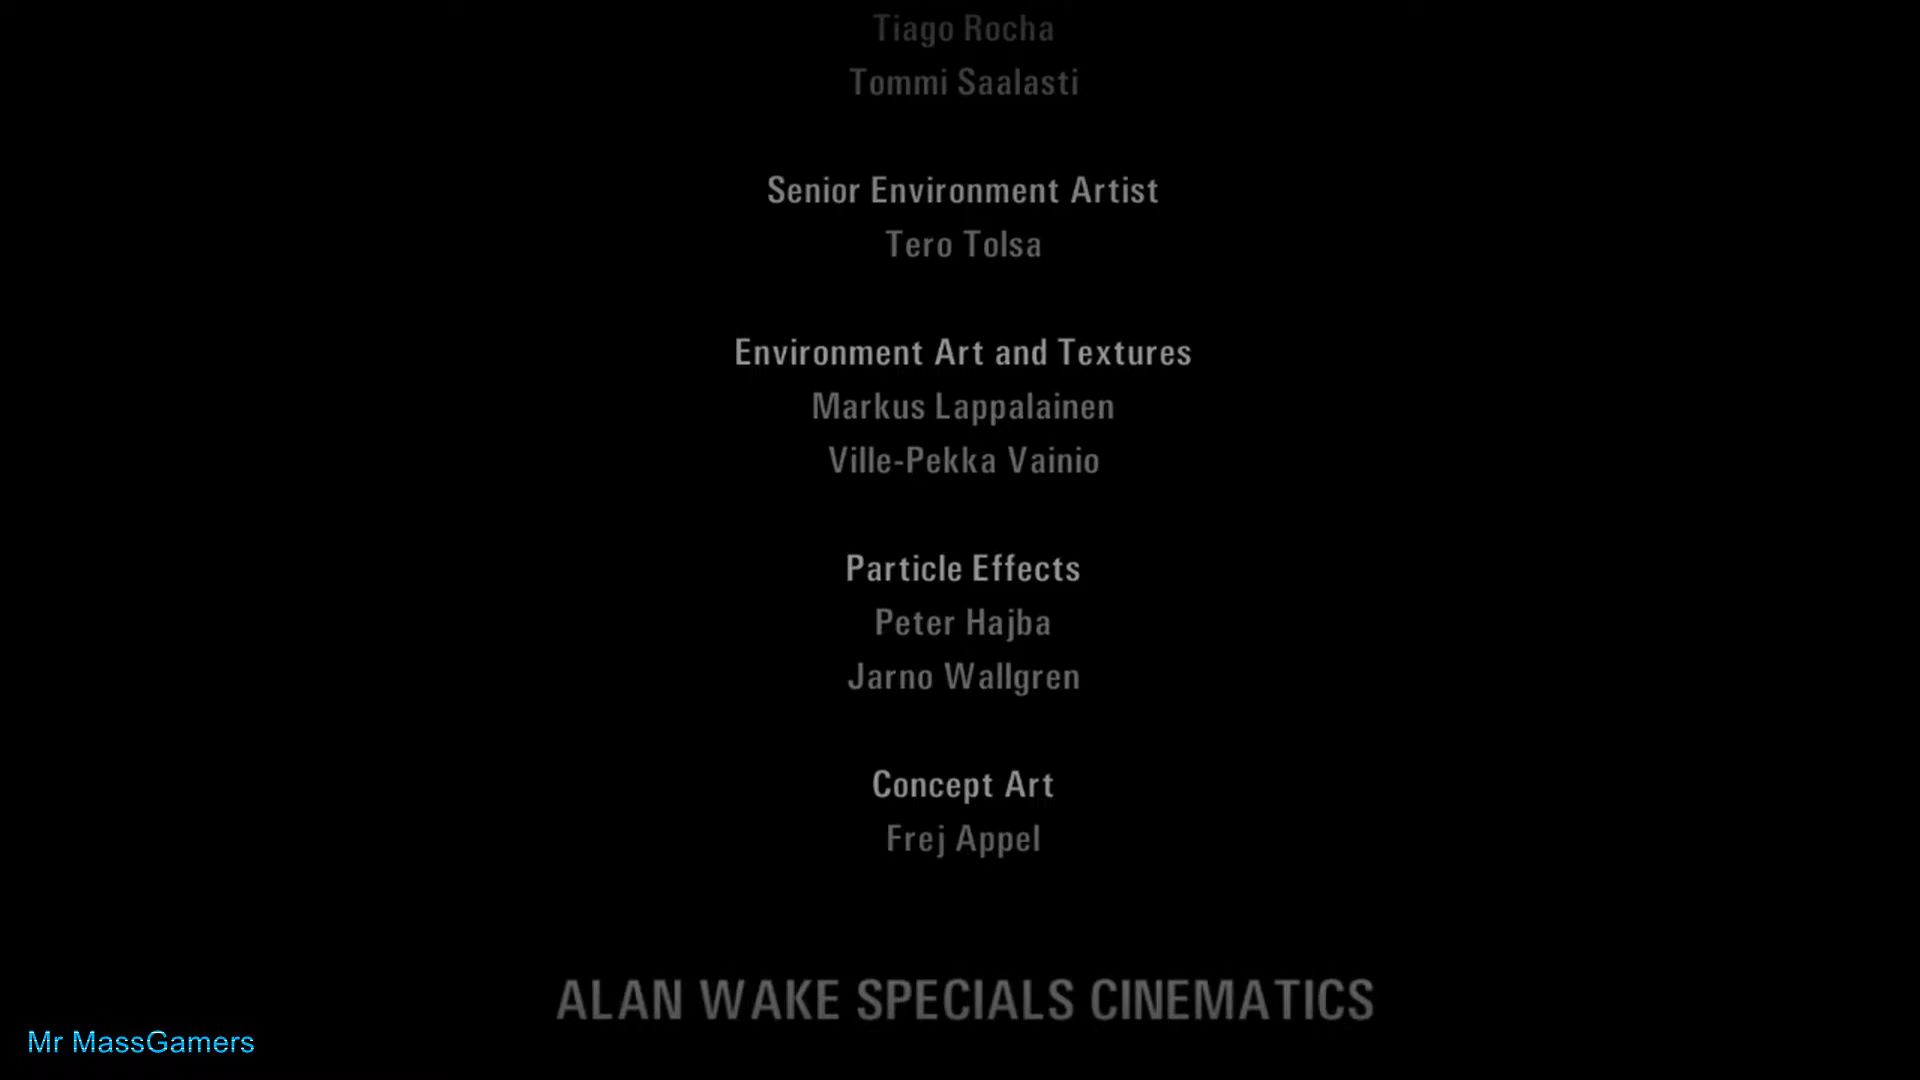 Tiago Rocha
Tommi Saalasti
Senior Environment Artist
Tero Tolsa
Environment Art and Textures
Markus Lappalainen
Ville-Pekka Vainio
Particle Effects
Peter Hajba
Jarno Wallgren
Concept Art
Frej Appel
ALAN WAKE SPECIALS CINEMATICS
Mr MassGamers